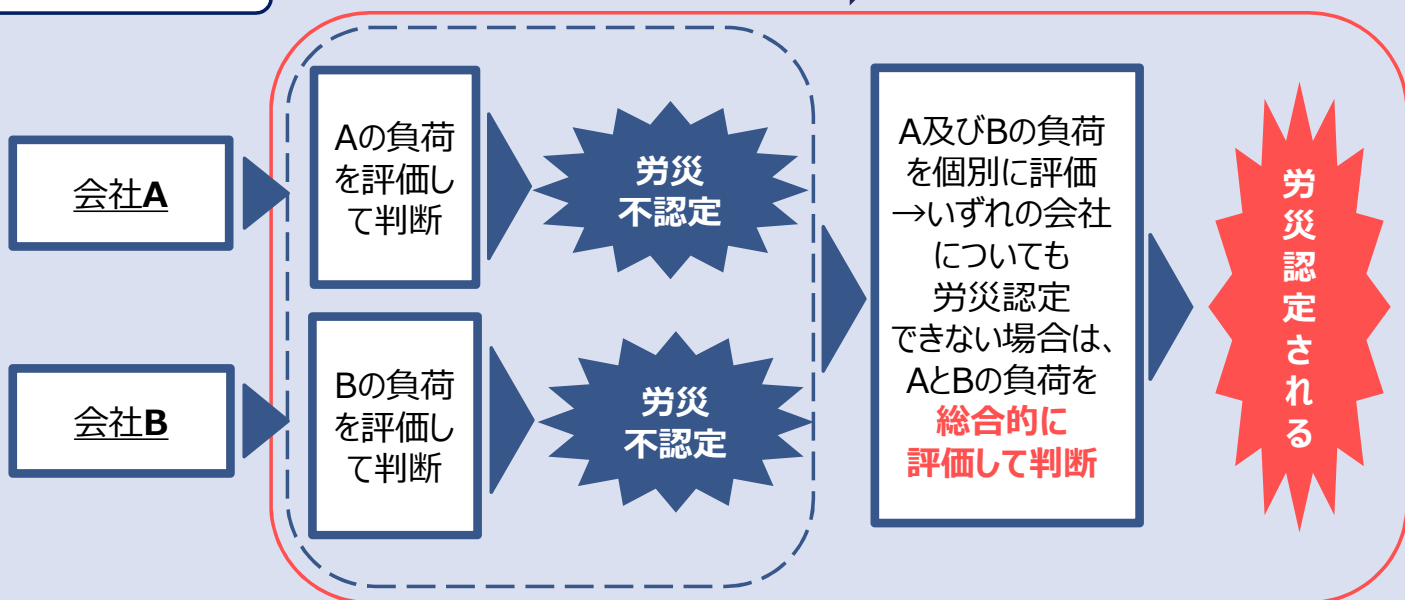 会社A
Aの負荷
を評価し
て判断
労災
不認定
会社B
Bの負荷
を評価し
て判断
労災
不認定
A及びBの負荷
を個別に評価
→いずれの会社
についても
労災認定
できない場合は、
AとBの負荷を
総合的に
評価して判断
労災認定される